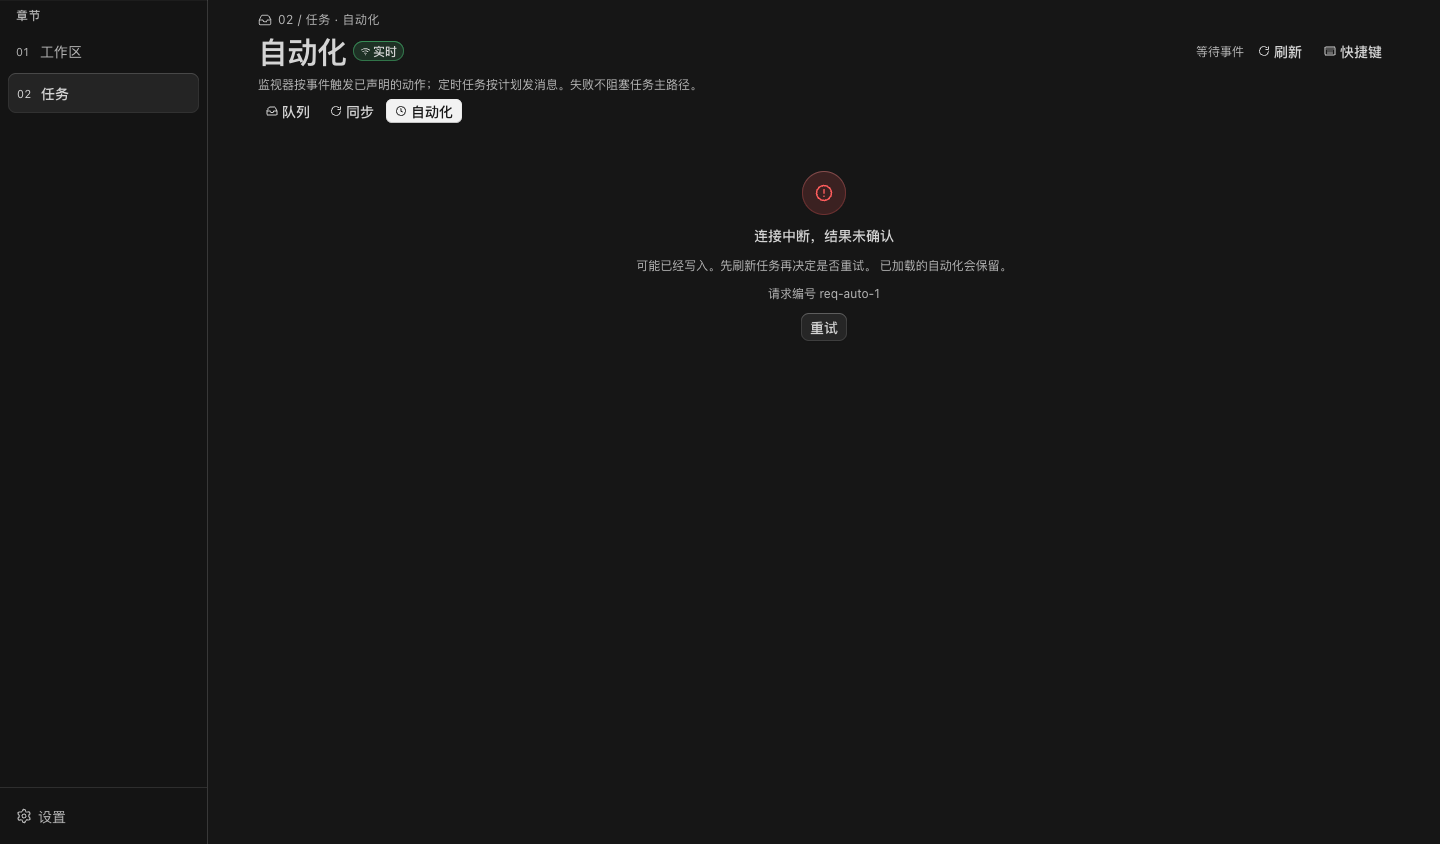 章节
01 工作区
02 任务
设置
02 / 任务 · 自动化
自动化 实时
等待事件 刷新 快捷键
监视器按事件触发已声明的动作；定时任务按计划发消息。失败不阻塞任务主路径。
队列 同步 自动化
连接中断，结果未确认
可能已经写入。先刷新任务再决定是否重试。 已加载的自动化会保留。
请求编号 req-auto-1
重试